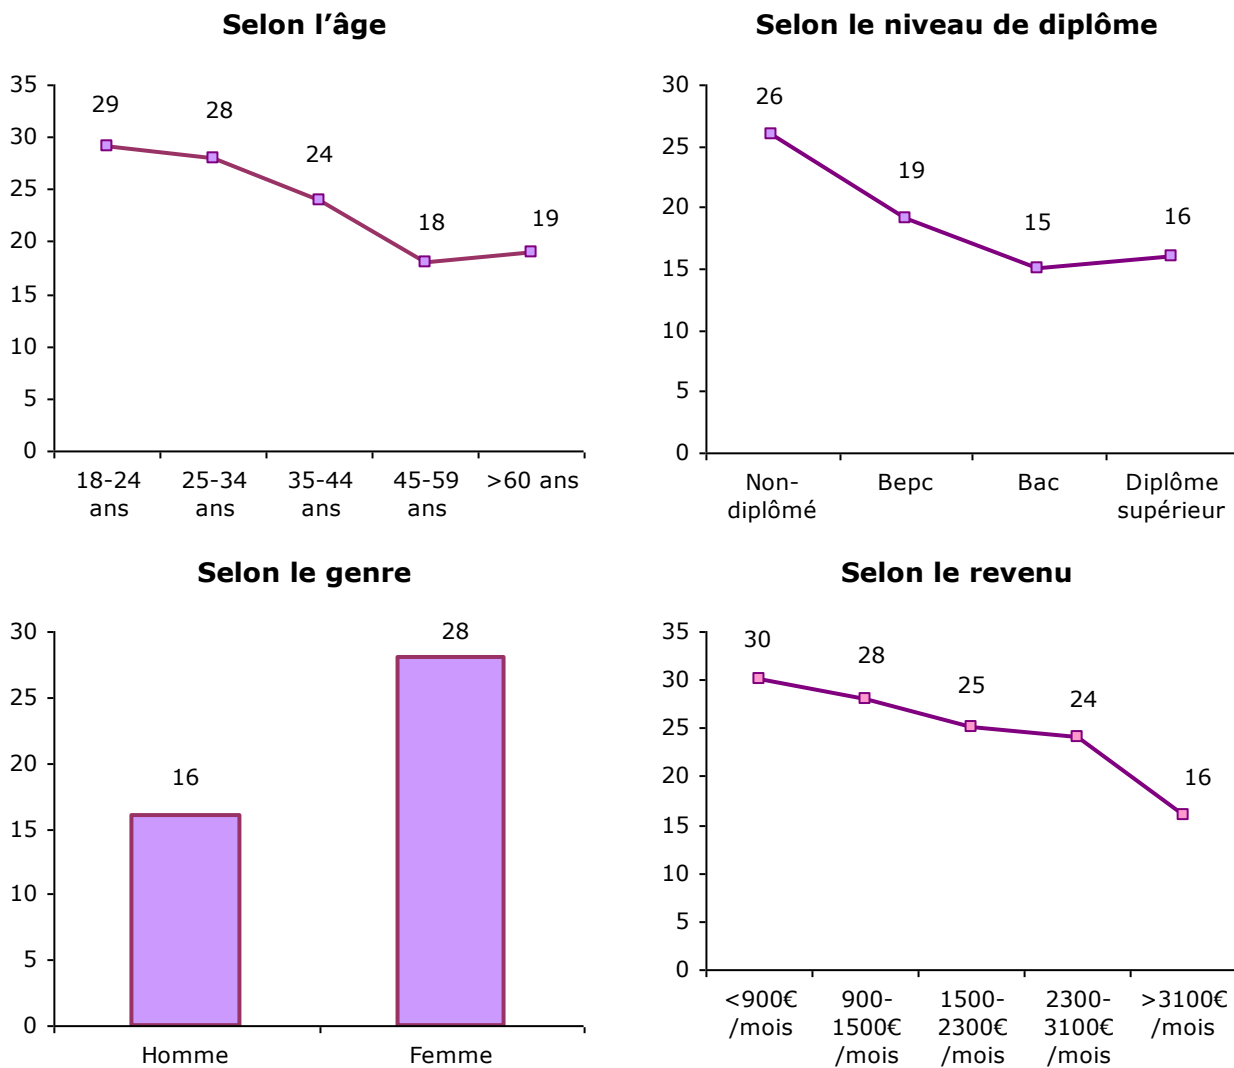 Selon l'âge
35
30
25
20
15
10
5
0
29
28
24
18
19
18-24 ans
25-34 ans
35-44 ans
45-59 ans
>60 ans
Selon le niveau de diplôme
30
25
20
15
10
5
0
26
19
15
16
Non-
diplômé
Bepc
Bac
Diplôme
supérieur
Selon le genre
30
25
20
15
10
5
0
16
28
Homme
Femme
Selon le revenu
35
30
25
20
15
10
5
0
30
28
25
24
16
<900€
/mois
900-
1500€
/mois
1500-
2300€
/mois
2300-
3100€
/mois
>3100€
/mois